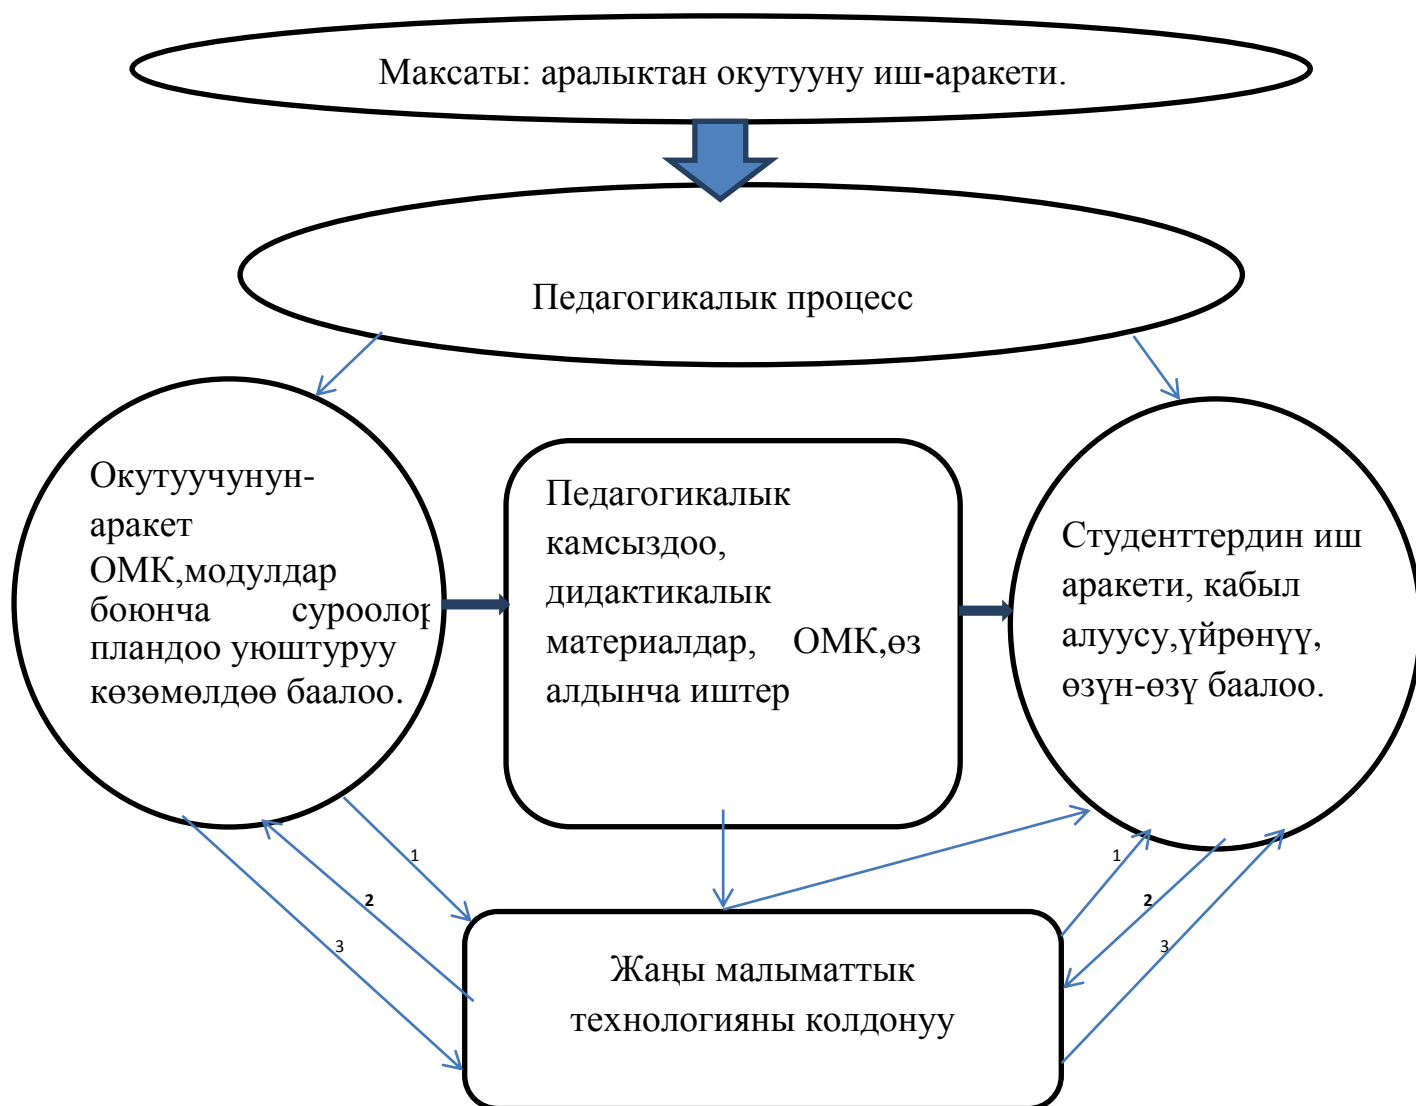 Максаты: аралыктан окутууну иш-аракети.
Педагогикалык процесс
Окутуучунун-
аракет
ОМК,модулдар
боюнча суроолор
пландоо уюштуруу
көзөмөлдөө баалоо.
Педагогикалык
камсыздоо,
дидактикалык
материалдар, ОМК,өз
алдынча иштер
Студенттердин иш
аракети, кабыл
алуусу,үйрөнүү,
өзүн-өзү баалоо.
1
2
3
1
2
3
Жаңы малыматтык
технологияны колдонуу